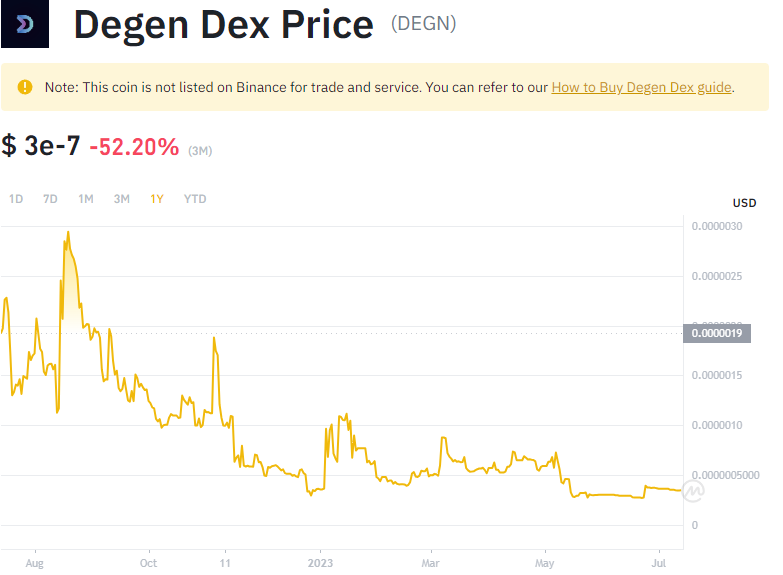 Degen Dex Price (DEGN)
Note: This coin is not listed on Binance for trade and service. You can refer to our How to Buy Degen Dex guide.
$ 3e-7 -52.20% (3M)
1D 7D 1M 3M 1Y YTD
USD
0.0000030
0.0000025
0.0000019
0.0000015
0.0000010
0.0000005000
0
Aug Oct 11 2023 Mar May Jul